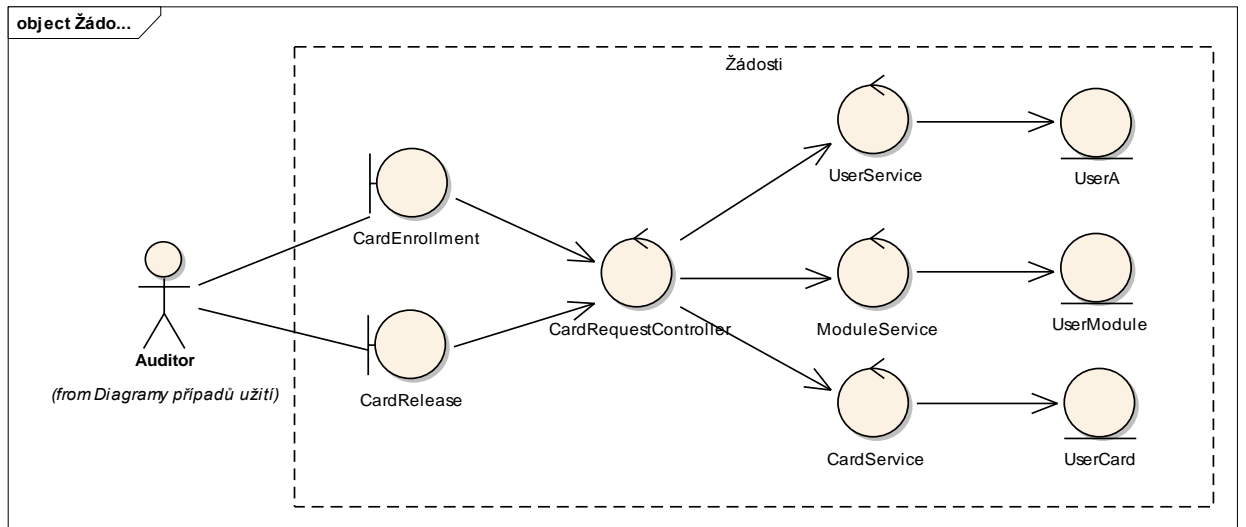 object Žádo...
Žádosti
UserService
UserA
CardEnrollment
CardRequestController
ModuleService
UserModule
Auditor
(from Diagramy případů užití)
CardRelease
CardService
UserCard